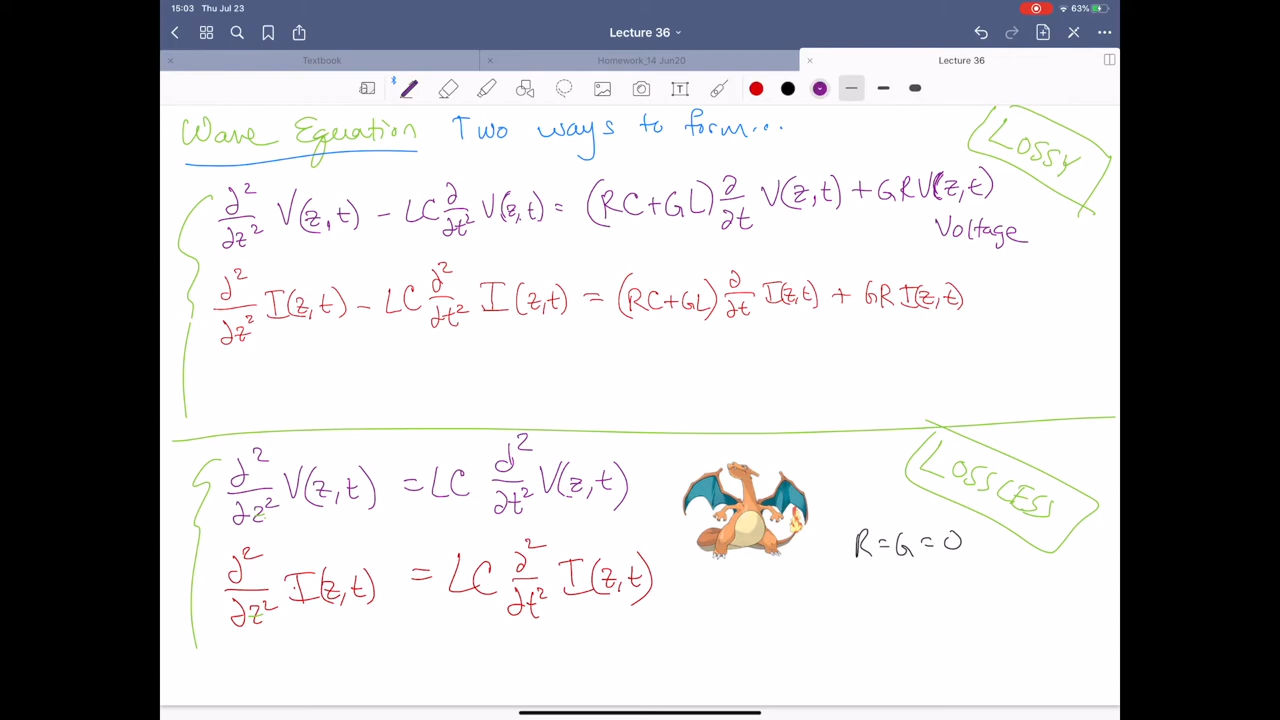 15:03 Thu Jul 23
63%
Lecture 36
Textbook
Homework_14 Jun20
Lecture 36
T
Wave Equation Two ways to form...
LOSSY
∂²/∂z² V(z,t) - LC ∂/∂t² V(z,t) = (RC+GL) ∂/∂t V(z,t) + GRV(z,t)
Voltage
∂²/∂z² I(z,t) - LC ∂²/∂t² I(z,t) = (RC+GL) ∂/∂t I(z,t) + GR I(z,t)
LOSSLESS
∂²/∂z² V(z,t) = LC ∂²/∂t² V(z,t)
R=G=0
∂²/∂z² I(z,t) = LC ∂²/∂t² I(z,t)